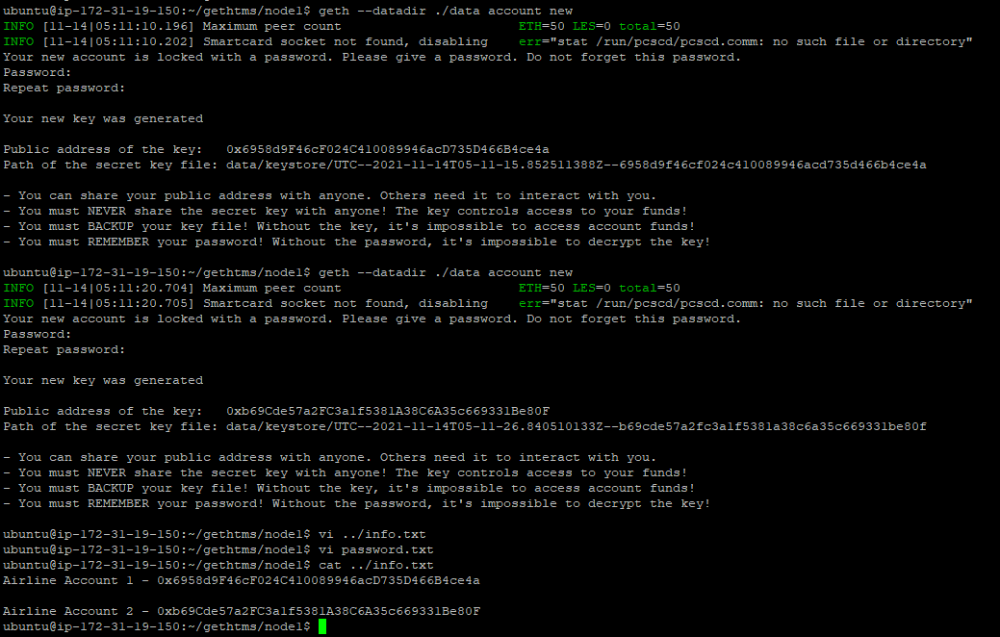 ubuntu@ip-172-31-19-150:~/gethtms/node1$ geth --datadir ./data account new
INFO [11-14|05:11:10.196] Maximum peer count                       ETH=50 LES=0 total=50
INFO [11-14|05:11:10.202] Smartcard socket not found, disabling    err="stat /run/pcscd/pcscd.comm: no such file or directory"
Your new account is locked with a password. Please give a password. Do not forget this password.
Password:
Repeat password:

Your new key was generated

Public address of the key:   0x6958d9F46cF024C410089946acD735D466B4ce4a
Path of the secret key file: data/keystore/UTC--2021-11-14T05-11-15.852511388Z--6958d9f46cf024c410089946acd735d466b4ce4a

- You can share your public address with anyone. Others need it to interact with you.
- You must NEVER share the secret key with anyone! The key controls access to your funds!
- You must BACKUP your key file! Without the key, it's impossible to access account funds!
- You must REMEMBER your password! Without the password, it's impossible to decrypt the key!

ubuntu@ip-172-31-19-150:~/gethtms/node1$ geth --datadir ./data account new
INFO [11-14|05:11:20.704] Maximum peer count                       ETH=50 LES=0 total=50
INFO [11-14|05:11:20.705] Smartcard socket not found, disabling    err="stat /run/pcscd/pcscd.comm: no such file or directory"
Your new account is locked with a password. Please give a password. Do not forget this password.
Password:
Repeat password:

Your new key was generated

Public address of the key:   0xb69Cde57a2FC3a1f5381A38C6A35c669331Be80F
Path of the secret key file: data/keystore/UTC--2021-11-14T05-11-26.840510133Z--b69cde57a2fc3a1f5381a38c6a35c669331be80f

- You can share your public address with anyone. Others need it to interact with you.
- You must NEVER share the secret key with anyone! The key controls access to your funds!
- You must BACKUP your key file! Without the key, it's impossible to access account funds!
- You must REMEMBER your password! Without the password, it's impossible to decrypt the key!

ubuntu@ip-172-31-19-150:~/gethtms/node1$ vi ../info.txt
ubuntu@ip-172-31-19-150:~/gethtms/node1$ vi password.txt
ubuntu@ip-172-31-19-150:~/gethtms/node1$ cat ../info.txt
Airline Account 1 - 0x6958d9F46cF024C410089946acD735D466B4ce4a

Airline Account 2 - 0xb69Cde57a2FC3a1f5381A38C6A35c669331Be80F
ubuntu@ip-172-31-19-150:~/gethtms/node1$